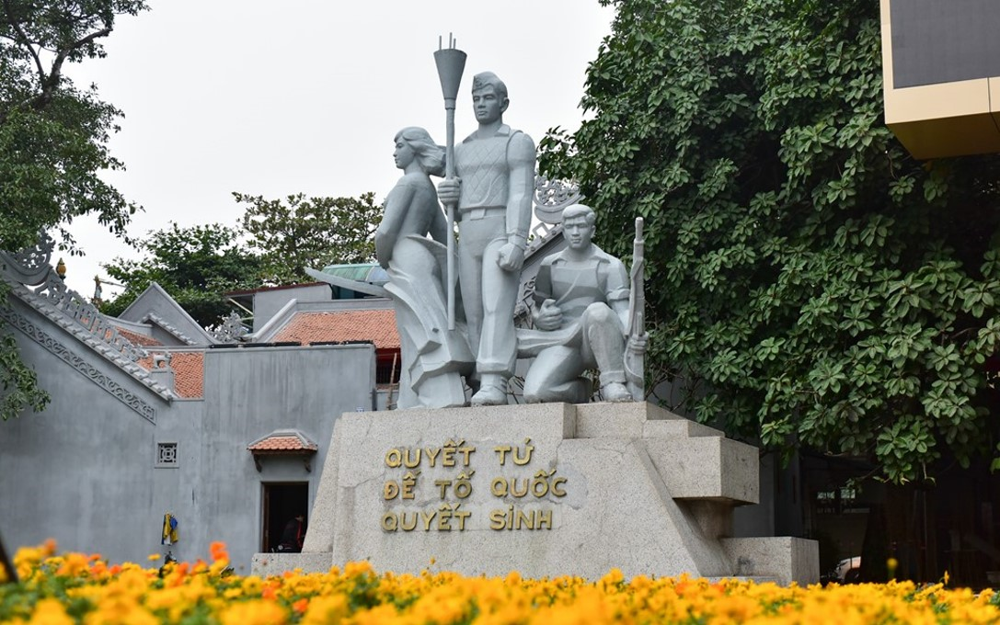 QUYẾT TỬ
ĐỂ TỔ QUỐC
QUYẾT SINH